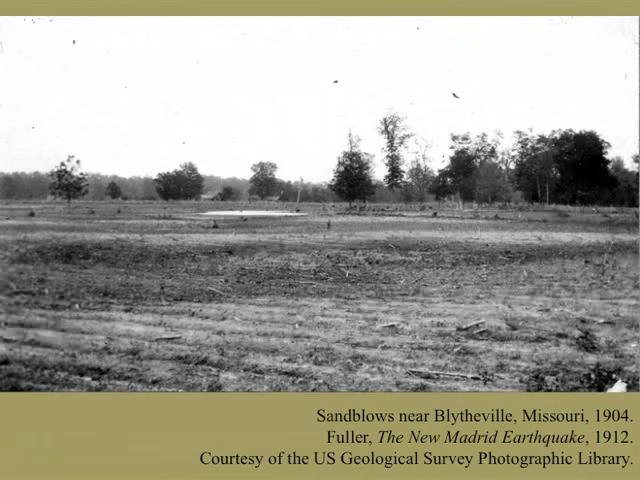 Sandblows near Blytheville, Missouri, 1904.
Fuller, The New Madrid Earthquake, 1912.
Courtesy of the US Geological Survey Photographic Library.